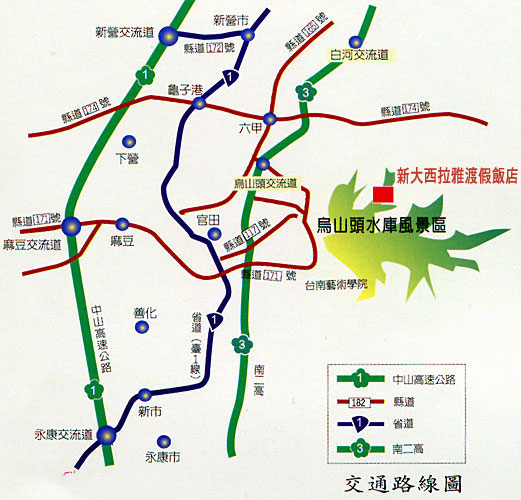 新營市
新營交流道
縣道172號
縣道165號
白河交流道
1
1
3
龜子港
縣道174號
縣道174號
六甲
下營
烏山頭交流道
新大西拉雅渡假飯店
烏山頭水庫風景區
縣道171號
麻豆交流道
麻豆
官田
縣道117號
縣道171號
台南藝術學院
中山高速公路
善化
省道（臺1線）
1
3
南二高
1
新市
永康交流道
永康市
1 中山高速公路
182 縣道
1 省道
3 南二高
交通路線圖